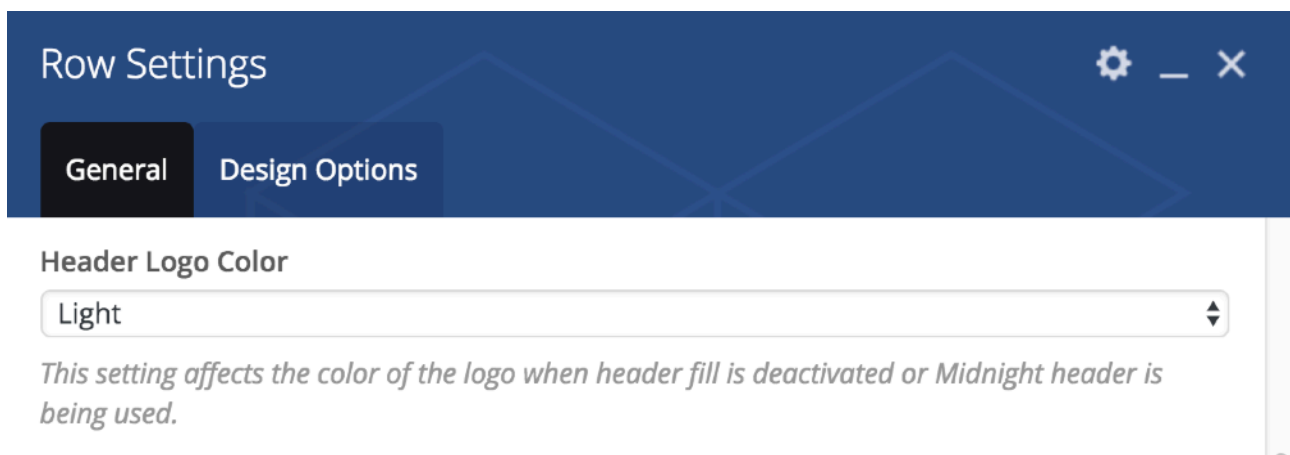 Row Settings
General
Design Options
Header Logo Color
Light
This setting affects the color of the logo when header fill is deactivated or Midnight header is
being used.